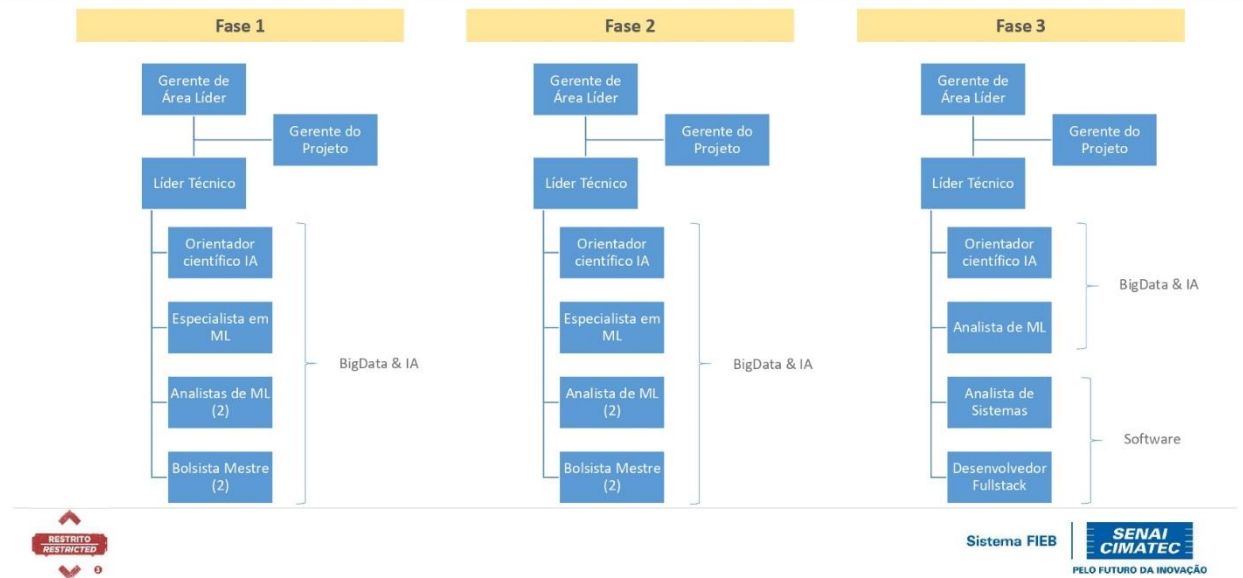 Fase 1
Gerente de
Área Líder
Gerente do
Projeto
Líder Técnico
Orientador
científico IA
Especialista em
ML
Analistas de ML
(2)
Bolsista Mestre
(2)
BigData & IA
Fase 2
Gerente de
Área Líder
Gerente do
Projeto
Líder Técnico
Orientador
científico IA
Especialista em
ML
Analista de ML
(2)
Bolsista Mestre
(2)
BigData & IA
Fase 3
Gerente de
Área Líder
Gerente do
Projeto
Líder Técnico
Orientador
científico IA
Analista de ML
BigData & IA
Analista de
Sistemas
Desenvolvedor
Fullstack
Software
RESTRITO
RESTRICTED
Sistema FIEB
SENAI
CIMATEC
PELO FUTURO DA INOVAÇÃO